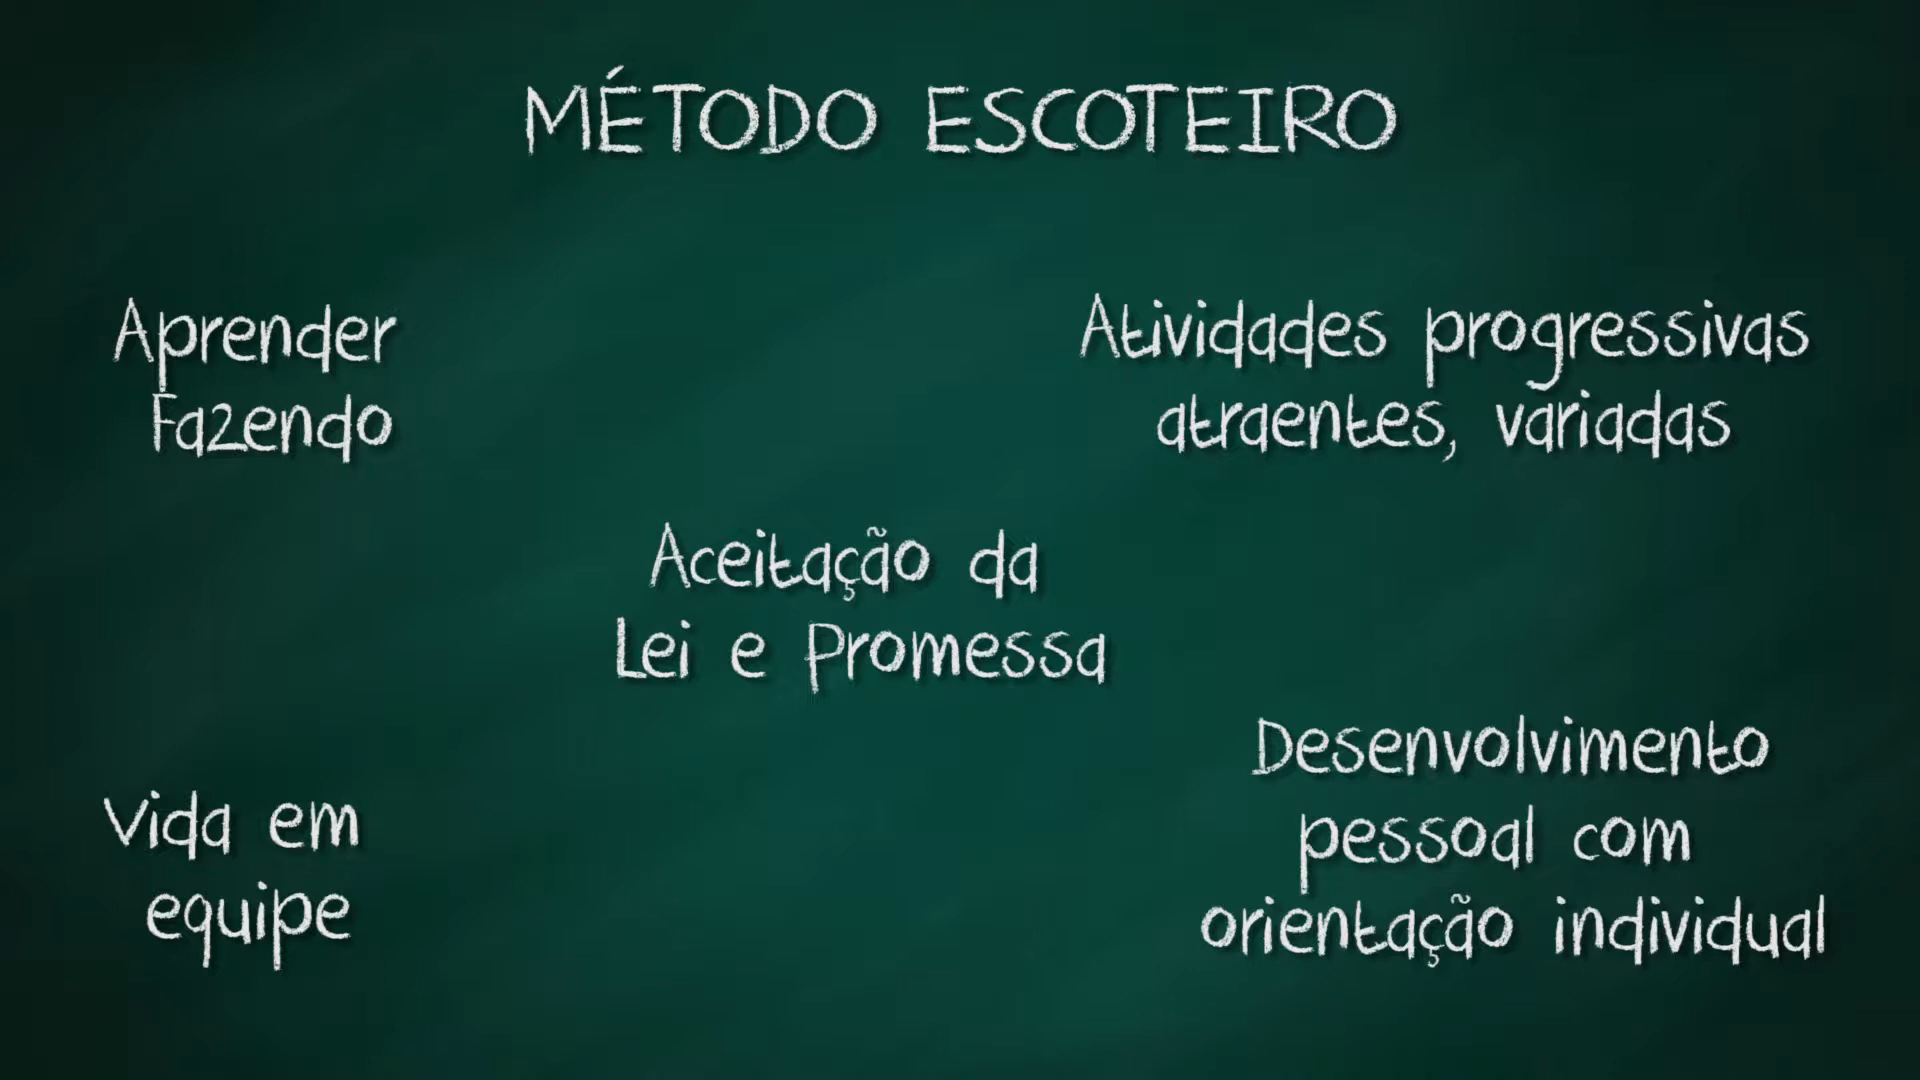 MÉTODO ESCOTEIRO
Aprender
Fazendo
Atividades progressivas
atraentes, variadas
Aceitação da
Lei e Promessa
Vida em
equipe
Desenvolvimento
pessoal com
orientação individual